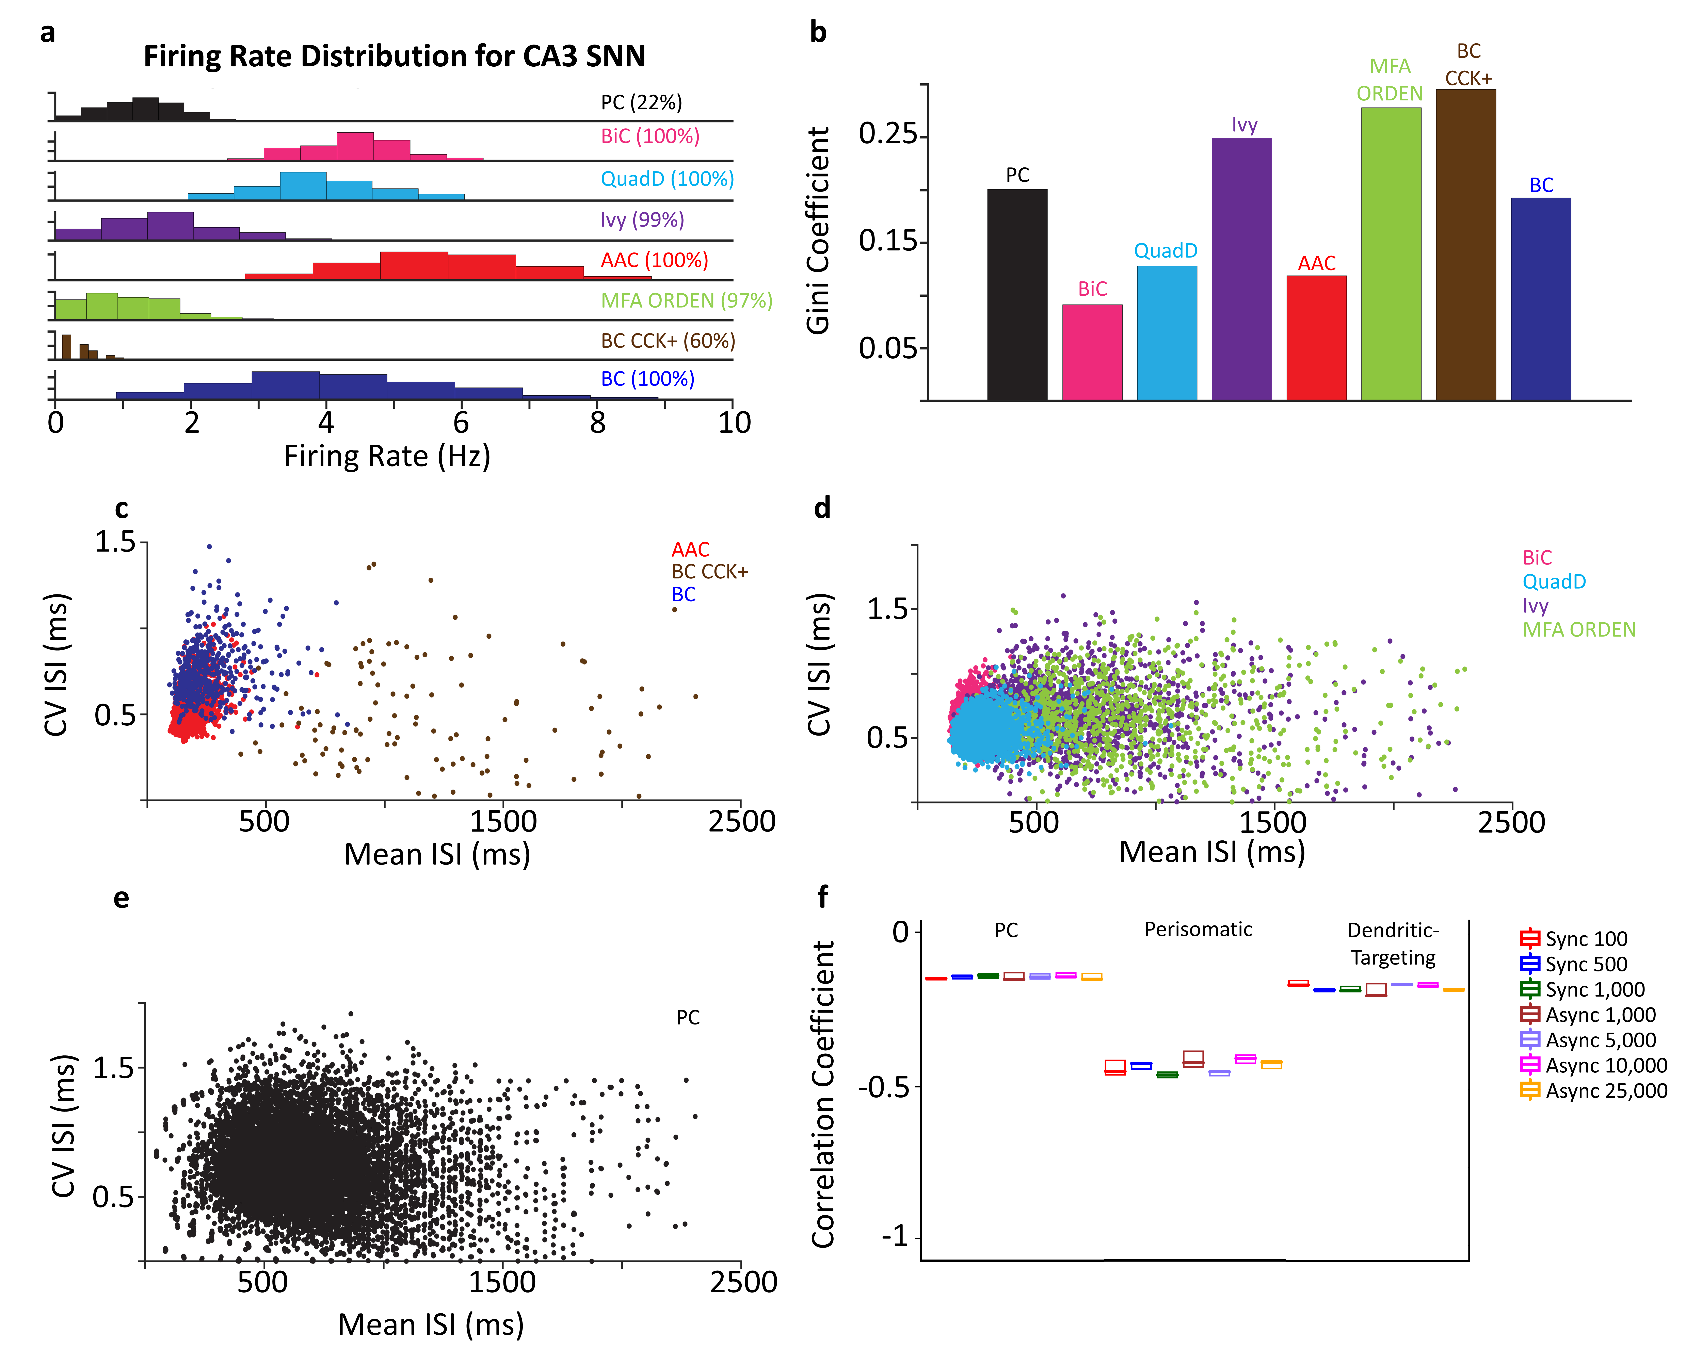 a
Firing Rate Distribution for CA3 SNN
PC (22%)
BiC (100%)
QuadD (100%)
Ivy (99%)
AAC (100%)
MFA ORDEN (97%)
BC CCK+ (60%)
BC (100%)
0 2 4 6 8 10
Firing Rate (Hz)
b
Gini Coefficient
0.25
0.15
0.05
PC
BiC
QuadD
Ivy
AAC
MFA
ORDEN
BC
CCK+
BC
c
CV ISI (ms)
1.5
0.5
AAC
BC CCK+
BC
500 1500 2500
Mean ISI (ms)
d
CV ISI (ms)
1.5
0.5
BiC
QuadD
Ivy
MFA ORDEN
500 1500 2500
Mean ISI (ms)
e
CV ISI (ms)
1.5
0.5
PC
500 1500 2500
Mean ISI (ms)
f
Correlation Coefficient
0
-0.5
-1
PC
Perisomatic
Dendritic-
Targeting
Sync 100
Sync 500
Sync 1,000
Async 1,000
Async 5,000
Async 10,000
Async 25,000